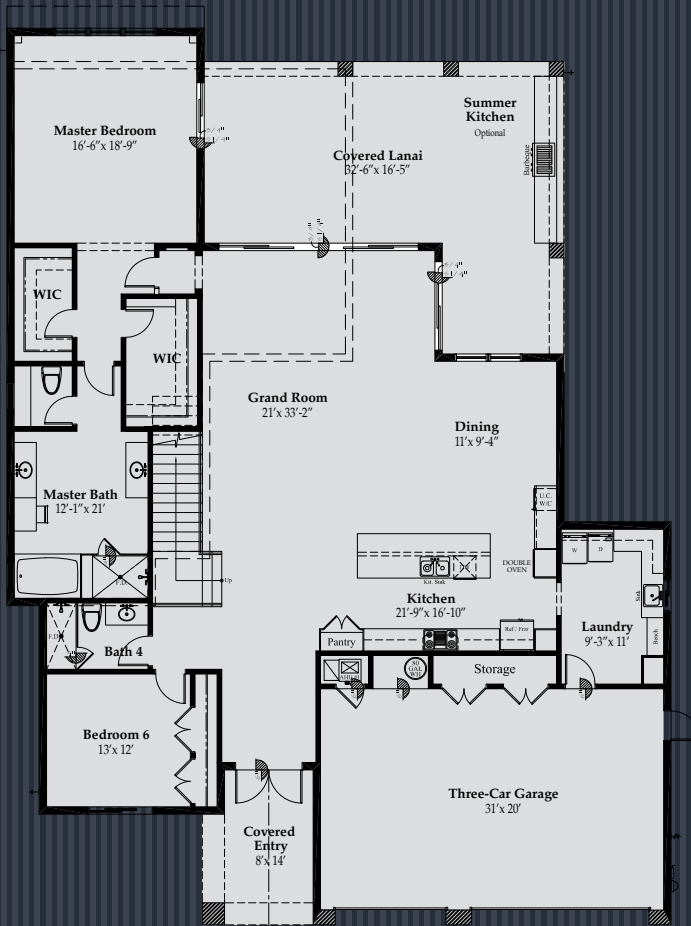 Master Bedroom
16'-6"x 18'-9"
Summer
Kitchen
Optional
Covered Lanai
32'-6"x 16'-5"
Barbeque
WIC
WIC
Grand Room
21'x 33'-2"
Dining
11'x 9'-4"
Master Bath
12'-1"x 21'
U.C.
W/C
DOUBLE
OVEN
W
D
F.D.
Up
Kit. Sink
Kitchen
21'-9"x 16'-10"
Sink
Bench
Laundry
9'-3"x 11'
F.D.
Bath 4
Pantry
Ref / Frzr
80
GAL
WH
Storage
Bedroom 6
13'x 12'
Three-Car Garage
31'x 20'
Covered
Entry
8'x 14'